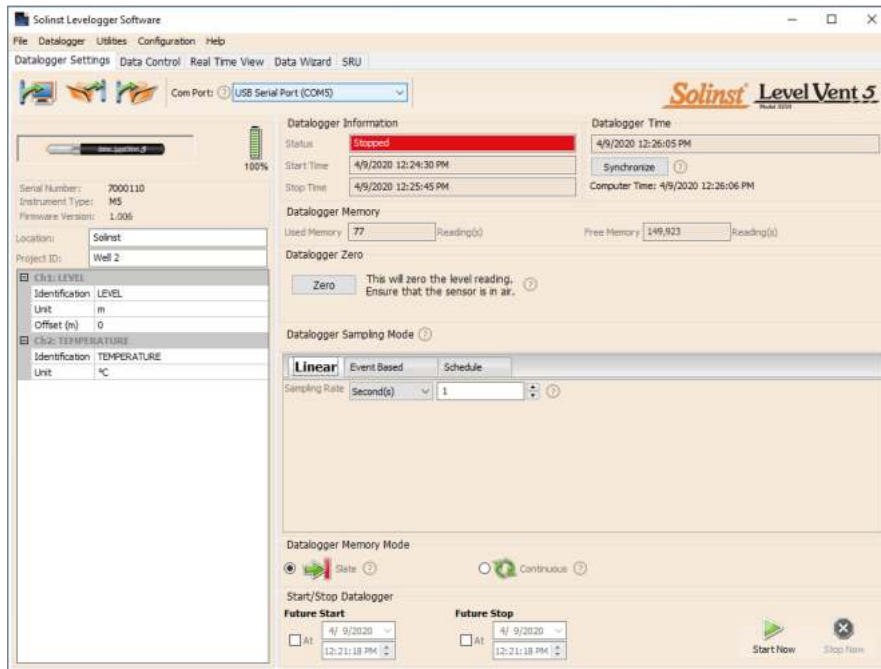 Solinst Levelogger Software
File Datalogger Utilities Configuration Help
Datalogger Settings Data Control Real Time View Data Wizard SRU
Com Port: USB Serial Port (COM5)
Solinst Level Vent 5
100%
Serial Number: 7000110
Instrument Type: M5
Firmware Version: 1.006
Location: Solinst
Project ID: Well 2
Ch1: LEVEL
Identification LEVEL
Unit m
Offset (m) 0
Ch2: TEMPERATURE
Identification TEMPERATURE
Unit ºC
Datalogger Information
Status Stopped
Start Time 4/9/2020 12:24:30 PM
Stop Time 4/9/2020 12:25:45 PM
Datalogger Time
4/9/2020 12:26:05 PM
Synchronize
Computer Time: 4/9/2020 12:26:06 PM
Datalogger Memory
Used Memory 77 Reading(s) Free Memory 149,923 Reading(s)
Datalogger Zero
Zero
This will zero the level reading.
Ensure that the sensor is in air.
Datalogger Sampling Mode
Linear Event Based Schedule
Sampling Rate Second(s) 1
Datalogger Memory Mode
Slate Continuous
Start/Stop Datalogger
Future Start Future Stop
At 4/ 9/2020 At 4/ 9/2020
12:21:18 PM 12:21:18 PM
Start Now Stop Now